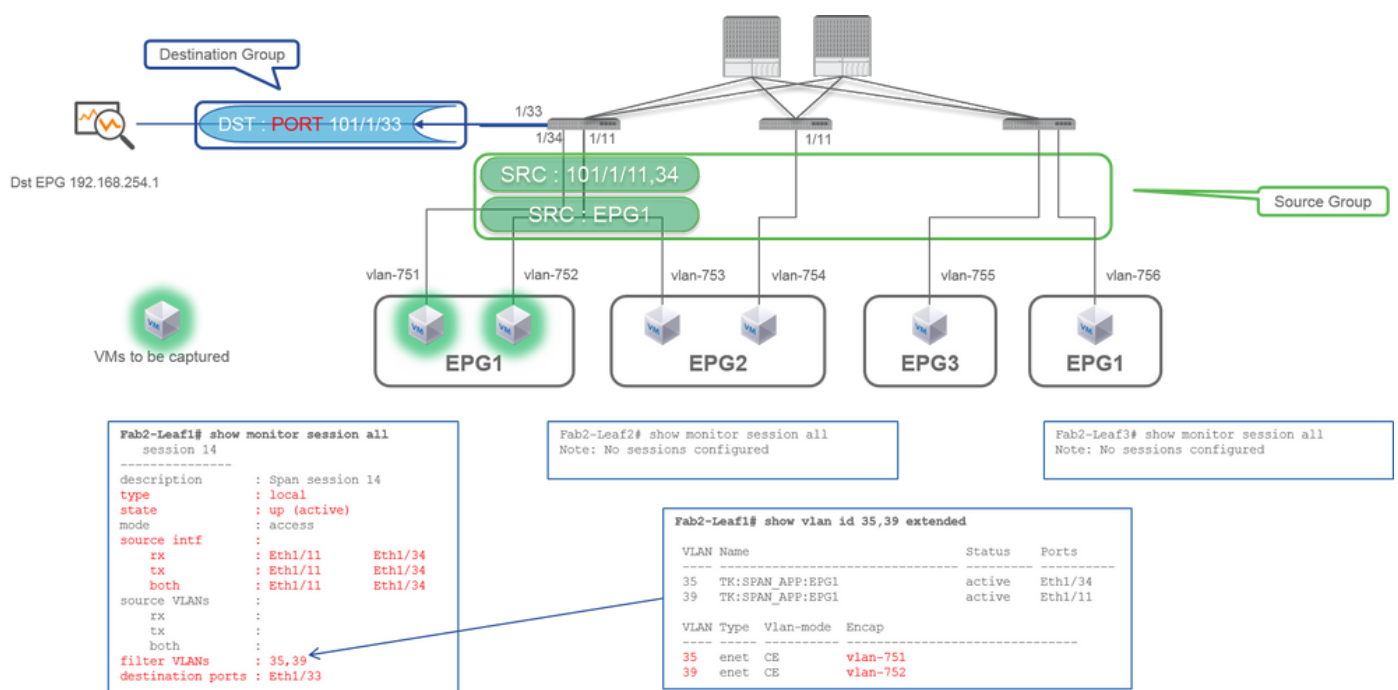 Destination Group
DST : PORT 101/1/33
Dst EPG 192.168.254.1
1/33
1/34
1/11
1/11
SRC : 101/1/11,34
SRC : EPG1
Source Group
vlan-751
vlan-752
vlan-753
vlan-754
vlan-755
vlan-756
VM
VMs to be captured
VM
VM
EPG1
VM
VM
EPG2
VM
EPG3
VM
EPG1
Fab2-Leaf1# show monitor session all
session 14
---------------
description : Span session 14
type : local
state : up (active)
mode : access
source intf :
rx : Eth1/11 Eth1/34
tx : Eth1/11 Eth1/34
both : Eth1/11 Eth1/34
source VLANs :
rx :
tx :
both :
filter VLANs : 35,39
destination ports : Eth1/33
Fab2-Leaf2# show monitor session all
Note: No sessions configured
Fab2-Leaf3# show monitor session all
Note: No sessions configured
Fab2-Leaf1# show vlan id 35,39 extended
VLAN Name Status Ports
---- -------------------------------- --------- ----------
35 TK:SPAN_APP:EPG1 active Eth1/34
39 TK:SPAN_APP:EPG1 active Eth1/11
VLAN Type Vlan-mode Encap
---- ----- ---------- -------------------------------
35 enet CE vlan-751
39 enet CE vlan-752